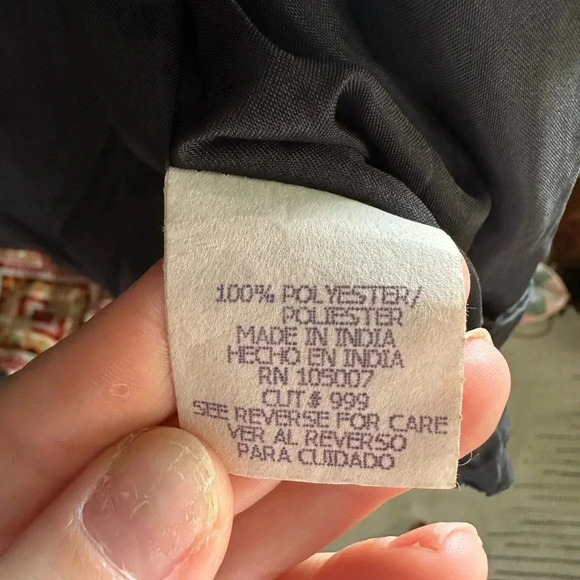 100% POLYESTER/
POLIESTER
MADE IN INDIA
HECHO EN INDIA
RN 105007
CUT # 999
SEE REVERSE FOR CARE
VER AL REVERSO
PARA CUIDADO